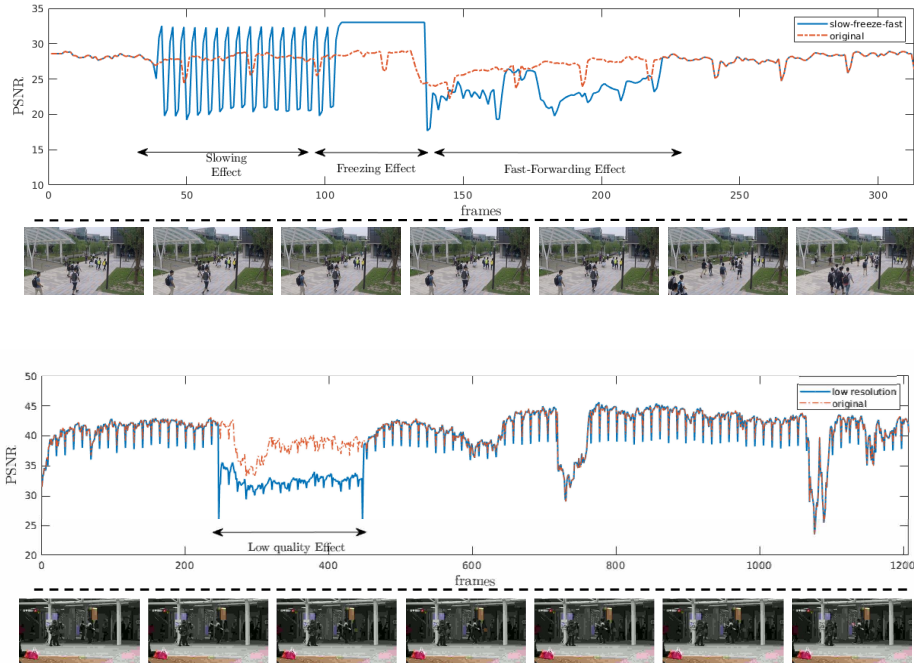 35
30
25
20
15
10
PSNR
slow-freeze-fast
original
Slowing
Effect
Freezing Effect
Fast-Forwarding Effect
0 50 100 150 200 250 300
frames
50
45
40
35
30
25
20
PSNR
low resolution
original
Low quality Effect
0 200 400 600 800 1000 1200
frames